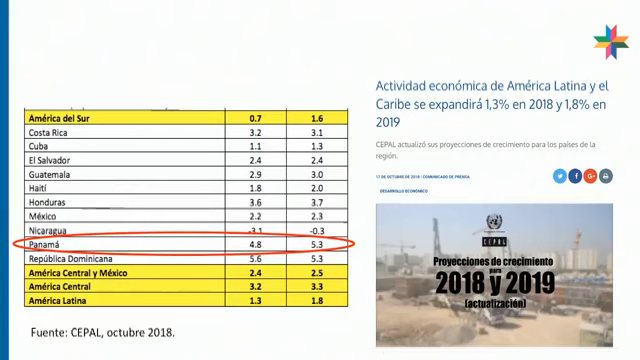 América del Sur 0.7 1.6
Costa Rica 3.2 3.1
Cuba 1.1 1.3
El Salvador 2.4 2.4
Guatemala 2.9 3.0
Haití 1.8 2.0
Honduras 3.6 3.7
México 2.2 2.3
Nicaragua -3.1 -0.3
Panamá 4.8 5.3
República Dominicana 5.6 5.3
América Central y México 2.4 2.5
América Central 3.2 3.3
América Latina 1.3 1.8
Fuente: CEPAL, octubre 2018.
Actividad económica de América Latina y el
Caribe se expandirá 1,3% en 2018 y 1,8% en
2019
CEPAL actualizó sus proyecciones de crecimiento para los países de la
región.
17 DE OCTUBRE DE 2018 | COMUNICADO DE PRENSA
DESARROLLO ECONÓMICO
CEPAL
Proyecciones de crecimiento
para
2018 y 2019
(actualización)